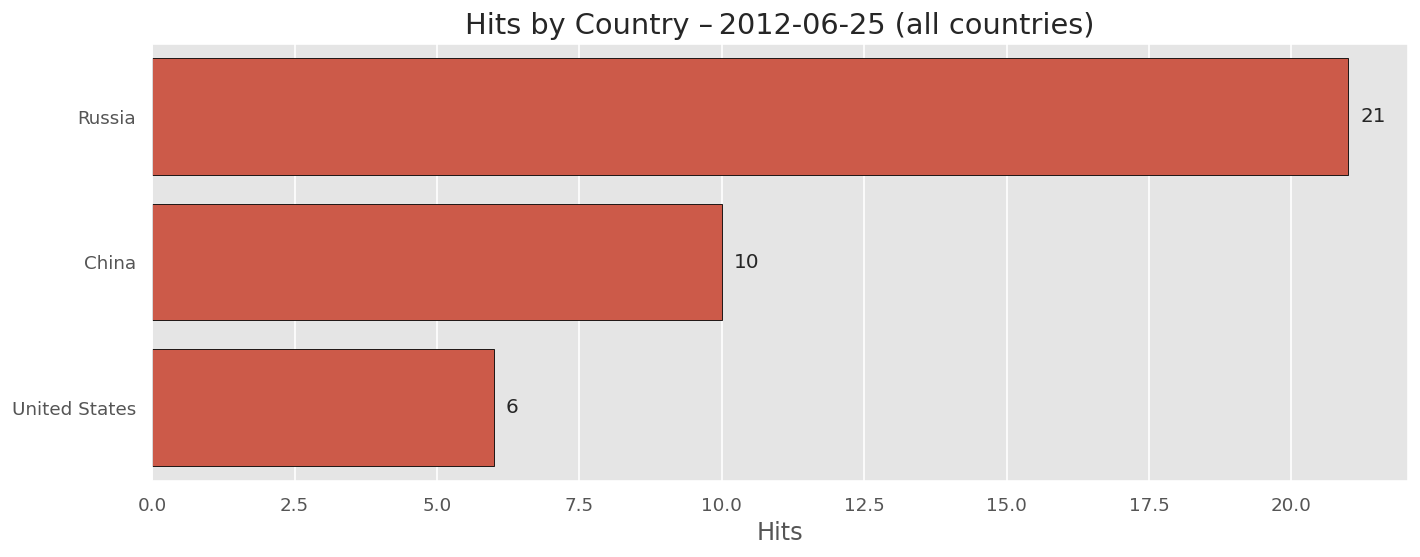 Hits by Country – 2012-06-25 (all countries)
Russia
21
China
10
United States
6
0.0 2.5 5.0 7.5 10.0 12.5 15.0 17.5 20.0
Hits